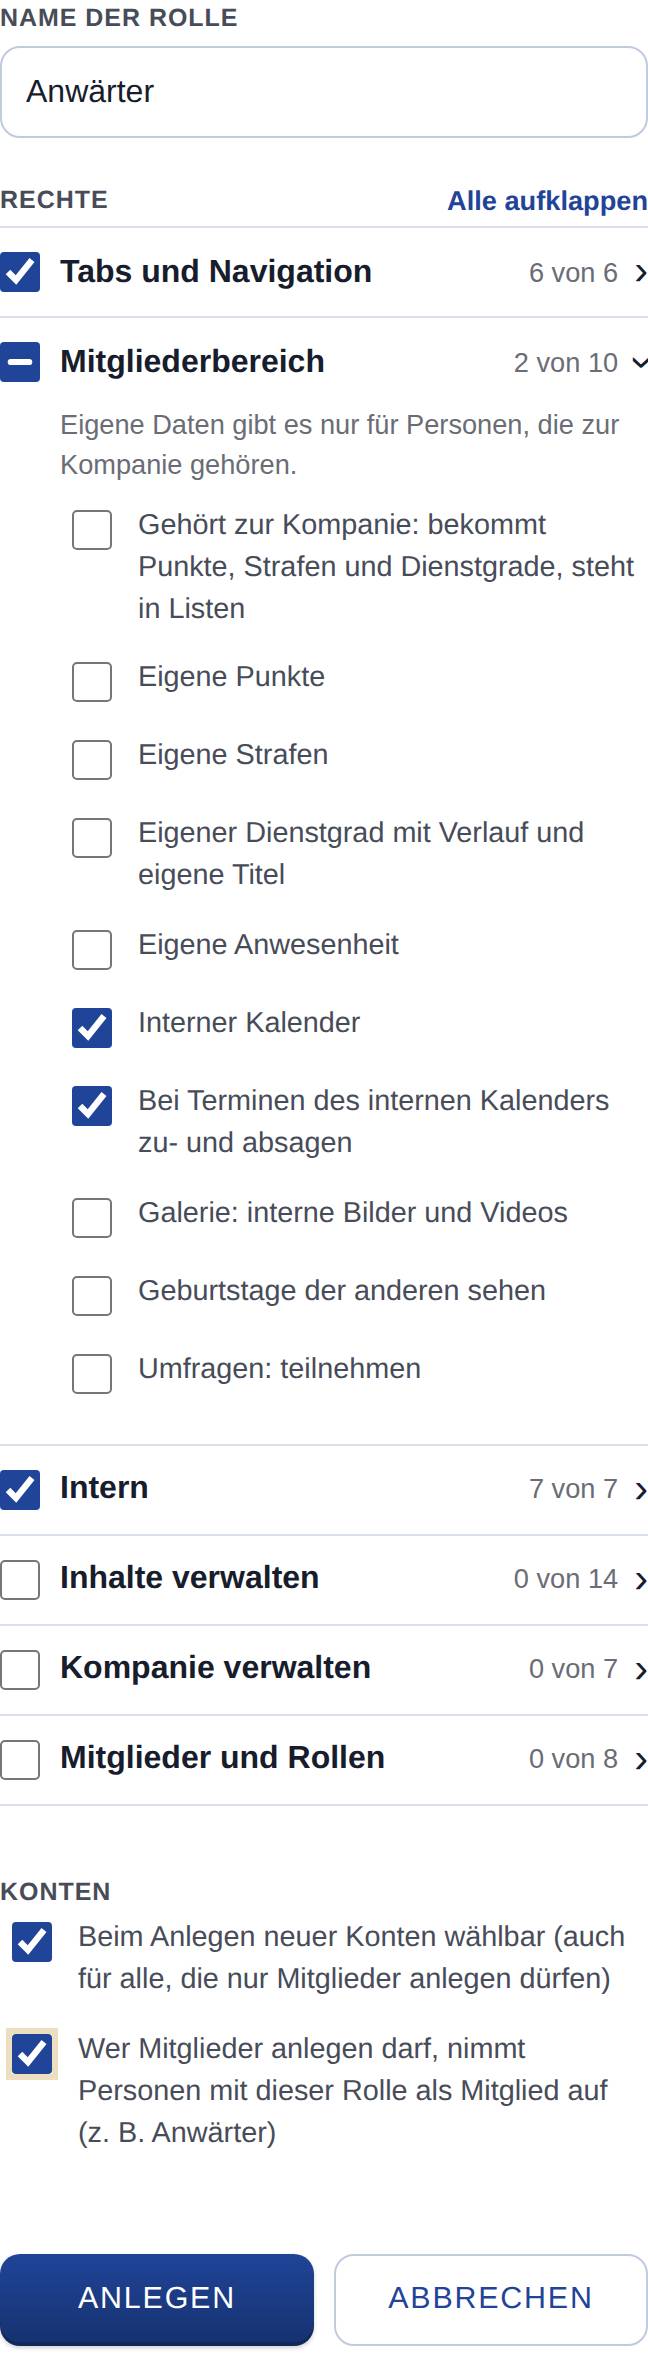 NAME DER ROLLE
Anwärter
RECHTE
Alle aufklappen
Tabs und Navigation
6 von 6
Mitgliederbereich
2 von 10
Eigene Daten gibt es nur für Personen, die zur
Kompanie gehören.
Gehört zur Kompanie: bekommt
Punkte, Strafen und Dienstgrade, steht
in Listen
Eigene Punkte
Eigene Strafen
Eigener Dienstgrad mit Verlauf und
eigene Titel
Eigene Anwesenheit
Interner Kalender
Bei Terminen des internen Kalenders
zu- und absagen
Galerie: interne Bilder und Videos
Geburtstage der anderen sehen
Umfragen: teilnehmen
Intern
7 von 7
Inhalte verwalten
0 von 14
Kompanie verwalten
0 von 7
Mitglieder und Rollen
0 von 8
KONTEN
Beim Anlegen neuer Konten wählbar (auch
für alle, die nur Mitglieder anlegen dürfen)
Wer Mitglieder anlegen darf, nimmt
Personen mit dieser Rolle als Mitglied auf
(z. B. Anwärter)
ANLEGEN
ABBRECHEN